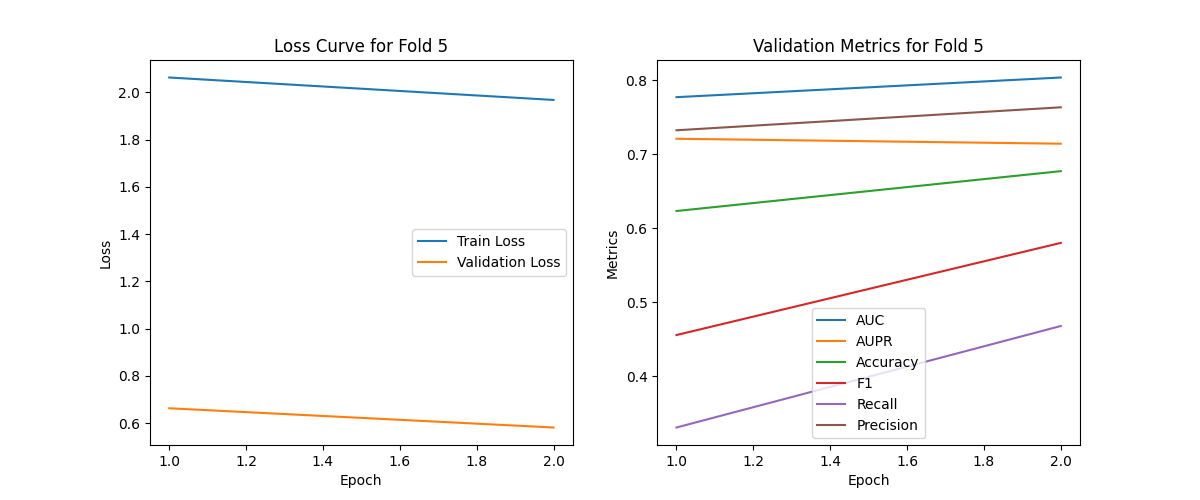 Loss Curve for Fold 5
2.0
1.8
1.6
1.4
1.2
1.0
0.8
0.6
Loss
Train Loss
Validation Loss
1.0 1.2 1.4 1.6 1.8 2.0
Epoch
Validation Metrics for Fold 5
0.8
0.7
0.6
0.5
0.4
Metrics
AUC
AUPR
Accuracy
F1
Recall
Precision
1.0 1.2 1.4 1.6 1.8 2.0
Epoch